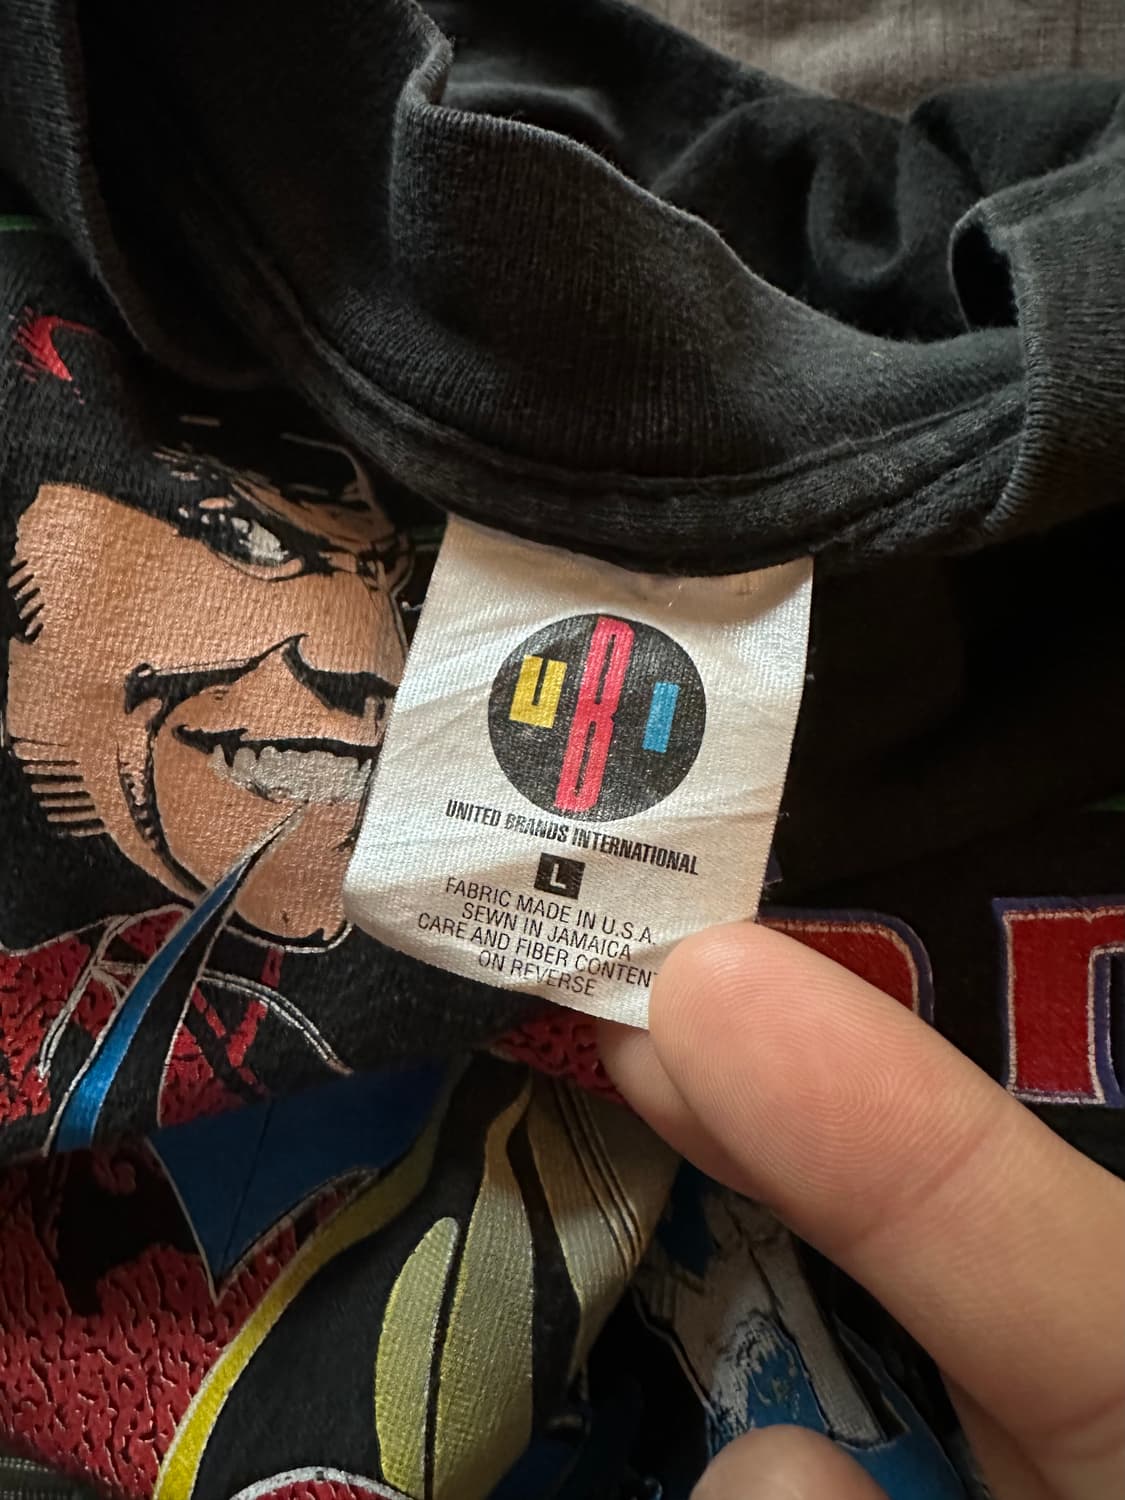 UBI
UNITED BRANDS INTERNATIONAL
L
FABRIC MADE IN U.S.A.
SEWN IN JAMAICA
CARE AND FIBER CONTENT
ON REVERSE